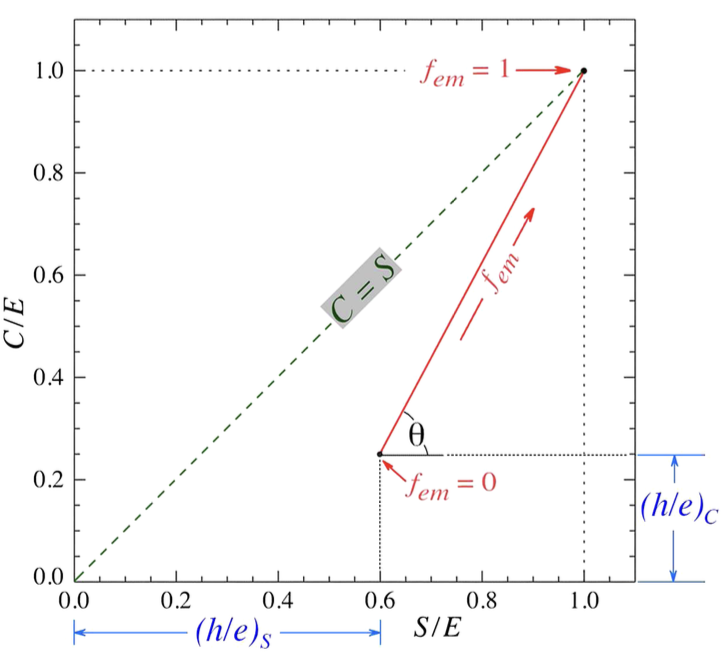 1.0
f_em = 1
0.8
0.6
C = S
f_em
C/E
0.4
θ
0.2
f_em = 0
(h/e)_C
0.0
0.0 0.2 0.4 0.6 0.8 1.0
(h/e)_S
S/E